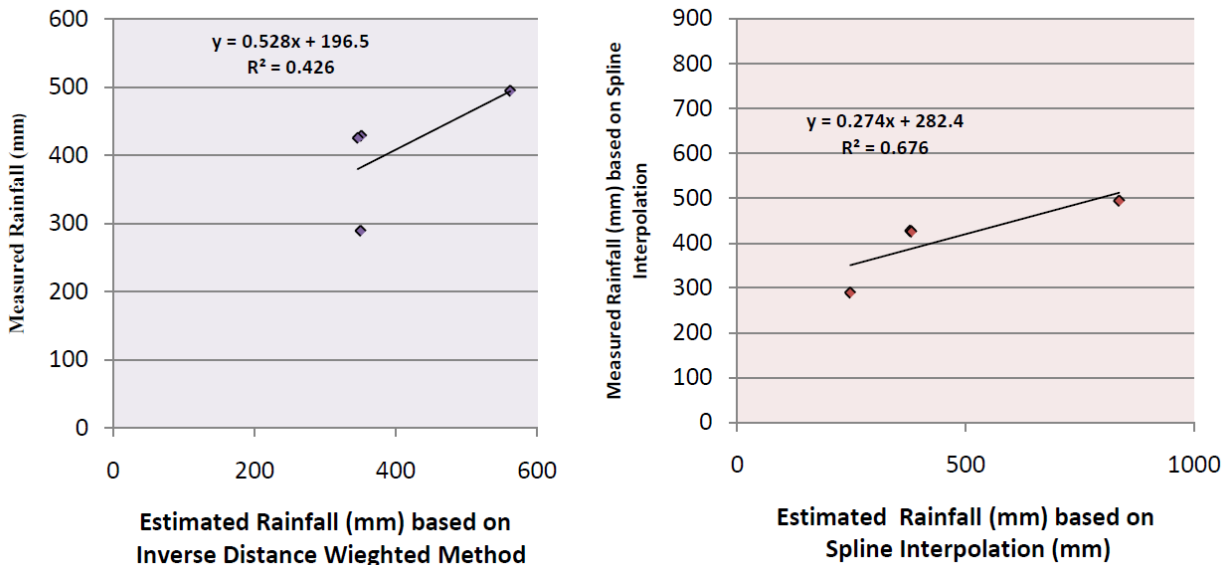 600
500
400
300
200
100
0
Measured Rainfall (mm)
y = 0.528x + 196.5
R² = 0.426
0 200 400 600
Estimated Rainfall (mm) based on
Inverse Distance Wieghted Method
900
800
700
600
500
400
300
200
100
0
Measured Rainfall (mm) based on Spline
Interpolation
y = 0.274x + 282.4
R² = 0.676
0 500 1000
Estimated Rainfall (mm) based on
Spline Interpolation (mm)